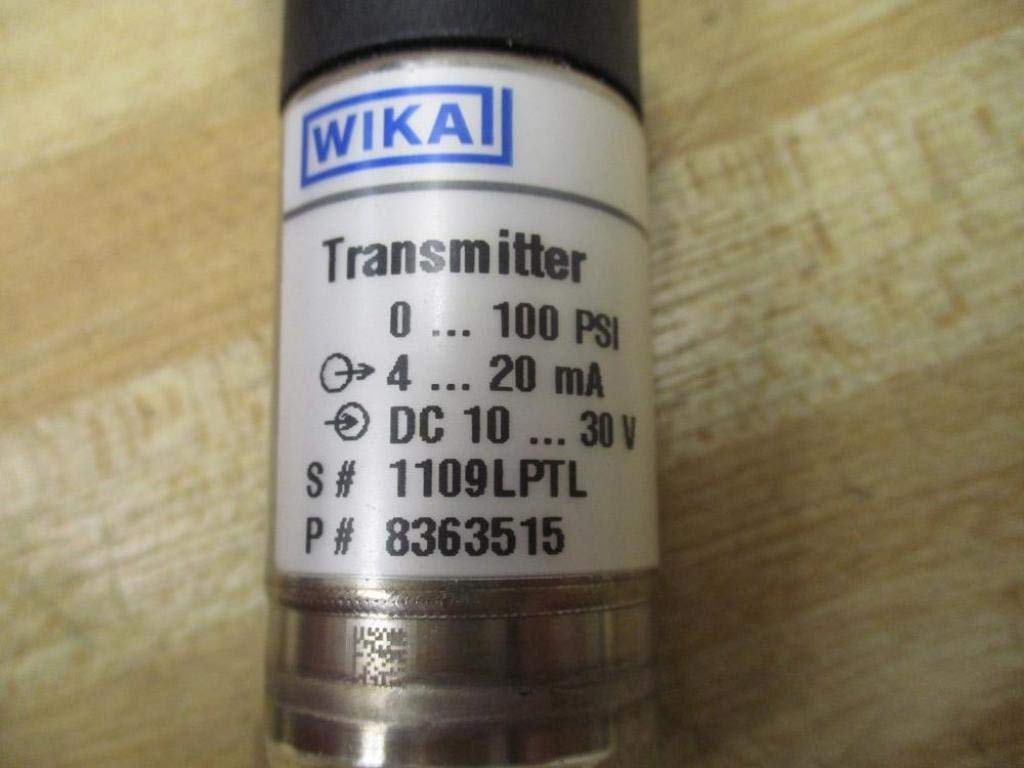 WIKA
Transmitter
0 ... 100 PSI
4 ... 20 mA
DC 10 ... 30 V
S# 1109LPTL
P# 8363515